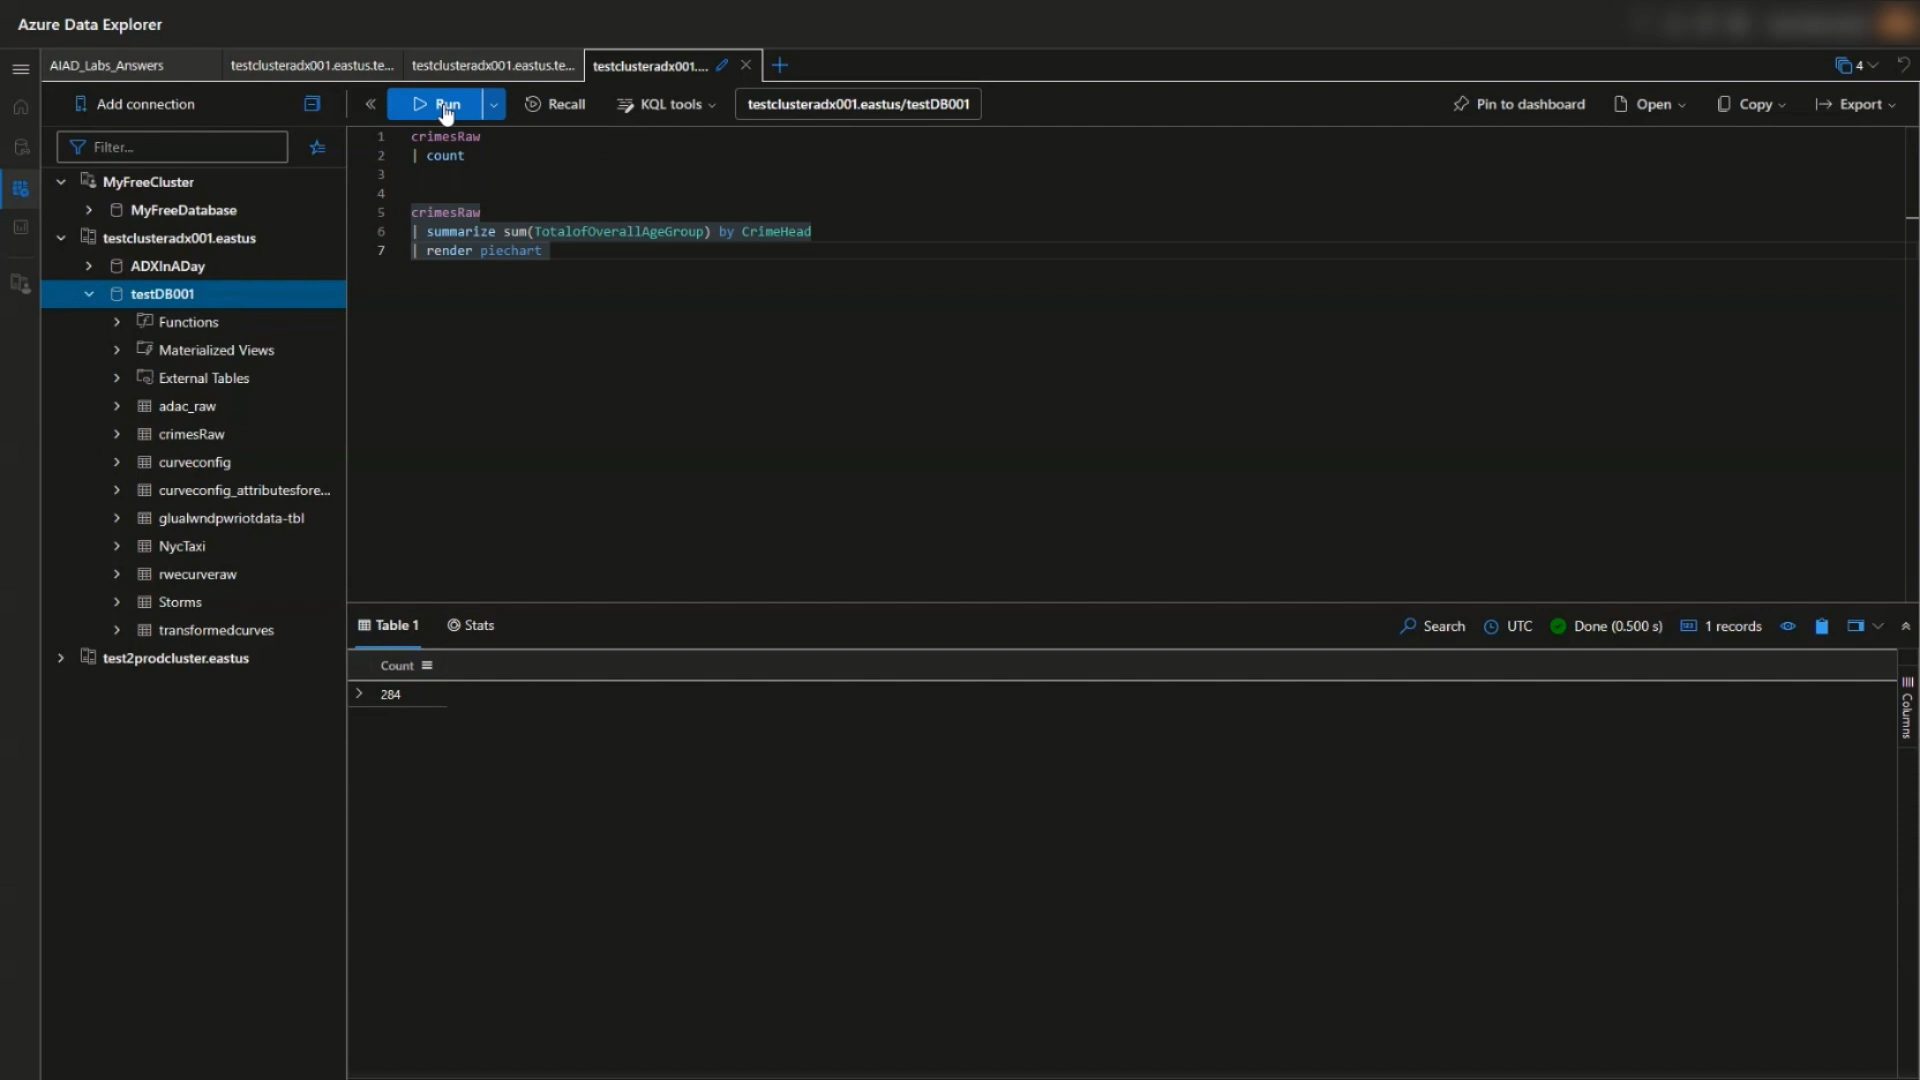 Azure Data Explorer
AIAD_Labs_Answers
testclusteradx001.eastus.te...
testclusteradx001.eastus.te...
testclusteradx001....
4
Add connection
Run
Recall
KQL tools
testclusteradx001.eastus/testDB001
Pin to dashboard
Open
Copy
Export
Filter...
MyFreeCluster
MyFreeDatabase
testclusteradx001.eastus
ADXInADay
testDB001
Functions
Materialized Views
External Tables
adac_raw
crimesRaw
curveconfig
curveconfig_attributesfore...
glualwndpwriotdata-tbl
NycTaxi
rwecurveraw
Storms
transformedcurves
test2prodcluster.eastus
1 crimesRaw
2 | count
3
4
5 crimesRaw
6 | summarize sum(TotalofOverallAgeGroup) by CrimeHead
7 | render piechart
Table 1
Stats
Search
UTC
Done (0.500 s)
1 records
Count
284
Columns